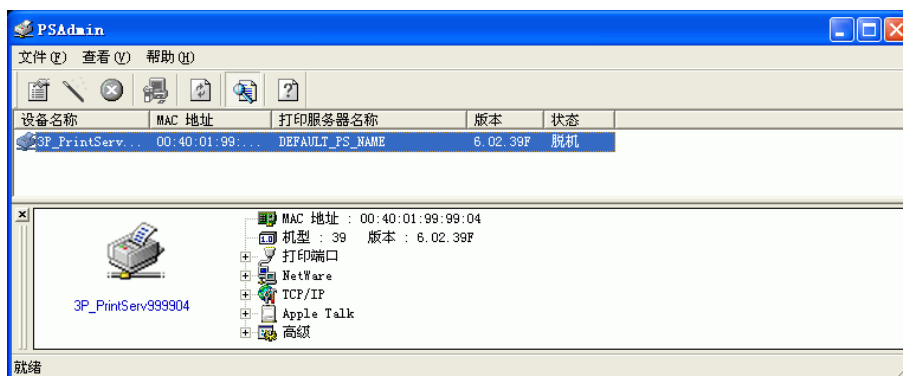 PSAdmin
文件(F) 查看(V) 帮助(H)
设备名称 MAC 地址 打印服务器名称 版本 状态
3P_PrintServ... 00:40:01:99:... DEFAULT_PS_NAME 6.02.39F 脱机
MAC 地址 : 00:40:01:99:99:04
机型 : 39 版本 : 6.02.39F
打印端口
NetWare
TCP/IP
Apple Talk
高级
3P_PrintServ999904
就绪